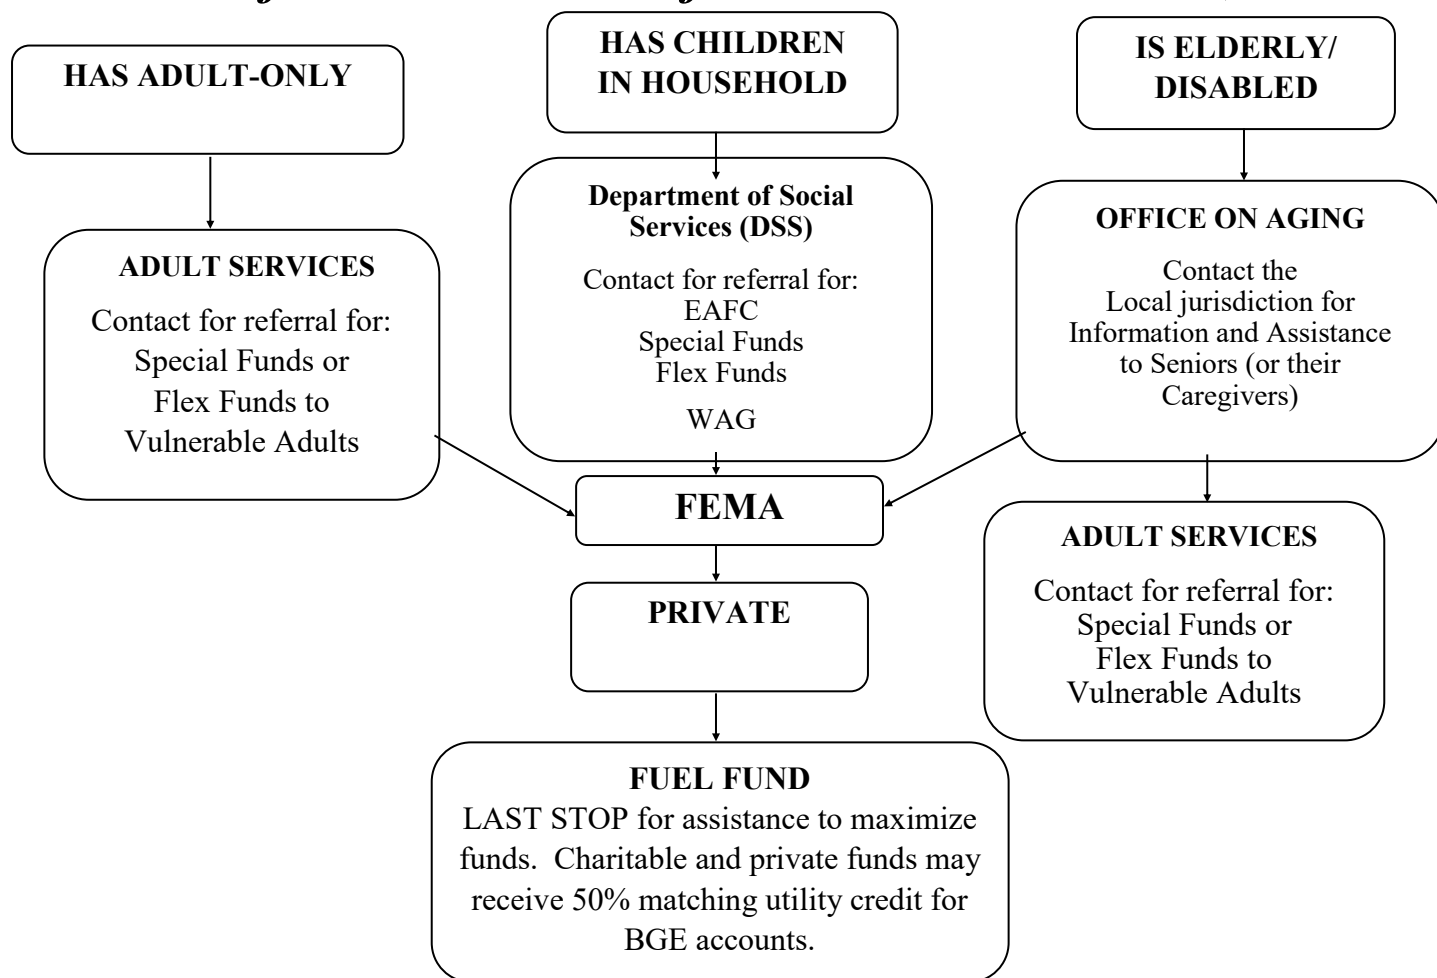 HAS ADULT-ONLY
HAS CHILDREN
IN HOUSEHOLD
IS ELDERLY/
DISABLED
ADULT SERVICES
Contact for referral for:
Special Funds or
Flex Funds to
Vulnerable Adults
Department of Social
Services (DSS)
Contact for referral for:
EAFC
Special Funds
Flex Funds
WAG
OFFICE ON AGING
Contact the
Local jurisdiction for
Information and Assistance
to Seniors (or their
Caregivers)
FEMA
ADULT SERVICES
Contact for referral for:
Special Funds or
Flex Funds to
Vulnerable Adults
PRIVATE
FUEL FUND
LAST STOP for assistance to maximize
funds.  Charitable and private funds may
receive 50% matching utility credit for
BGE accounts.